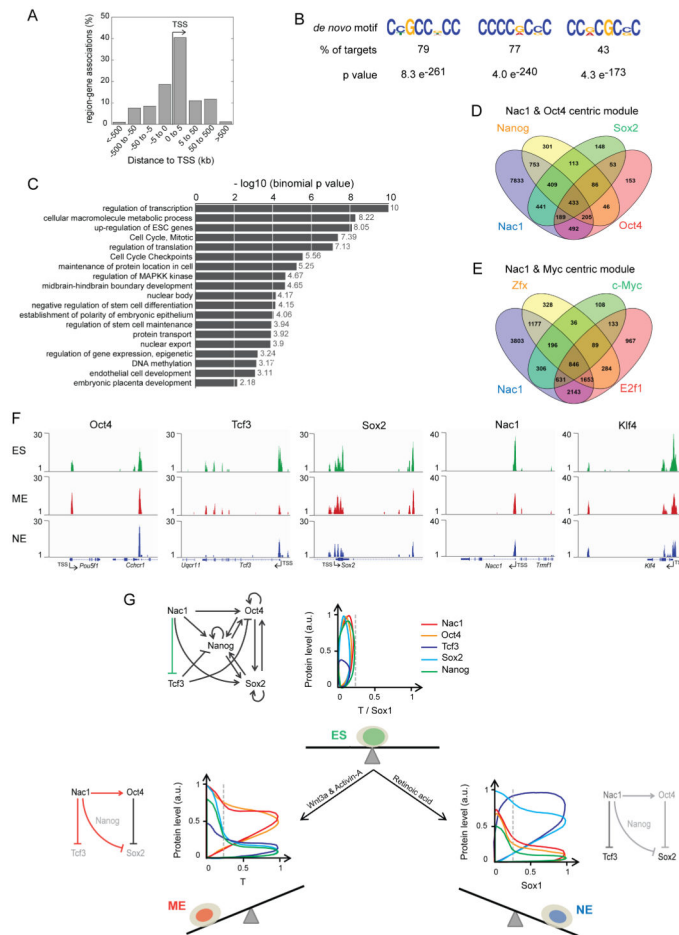 A
TSS
region-gene associations (%)
50
40
30
20
10
0
<-500
-500 to -50
-50 to -5
-5 to 0
0 to 5
5 to 50
50 to 500
>500
Distance to TSS (kb)
B
de novo motif
% of targets 79 77 43
p value 8.3 e-261 4.0 e-240 4.3 e-173
C
- log10 (binomial p value)
0 2 4 6 8 10
regulation of transcription 10
cellular macromolecule metabolic process 8.22
up-regulation of ESC genes 8.05
Cell Cycle, Mitotic 7.39
regulation of translation 7.13
Cell Cycle Checkpoints 5.56
maintenance of protein location in cell 5.25
regulation of MAPKK kinase 4.67
midbrain-hindbrain boundary development 4.65
nuclear body 4.17
negative regulation of stem cell differentiation 4.15
establishment of polarity of embryonic epithelium 4.06
regulation of stem cell maintenance 3.94
protein transport 3.92
nuclear export 3.9
regulation of gene expression, epigenetic 3.24
DNA methylation 3.17
endothelial cell development 3.11
embryonic placenta development 2.18
D
Nac1 & Oct4 centric module
Nanog Sox2
301 148
753 113 53
7833 409 86 153
433
441 46
189 205
492
Nac1 Oct4
E
Nac1 & Myc centric module
Zfx c-Myc
328 108
1177 36 133
3803 196 89 967
846
306 284
631 1653
2143
Nac1 E2f1
F
Oct4 Tcf3 Sox2 Nac1 Klf4
ES
30 30 30 40 40
1 1 1 1 1
ME
30 30 30 40 40
1 1 1 1 1
NE
30 30 30 40 40
1 1 1 1 1
TSS Pou5f1 Cchcr1 Uqcr11 Tcf3 TSS TSS Sox2 Nacc1 TSS Trmt1 Klf4
G
Nac1 Oct4
Nanog
Tcf3 Sox2
Protein level (a.u.)
1
0.5
0
0 0.5 1
T / Sox1
Nac1
Oct4
Tcf3
Sox2
Nanog
ES
Wnt3a & Activin-A
Retinoic acid
Nac1 Oct4
Nanog
Tcf3 Sox2
Protein level (a.u.)
1
0.5
0
0 0.5 1
T
ME
Protein level (a.u.)
1
0.5
0
0 0.5 1
Sox1
NE
Nac1 Oct4
Nanog
Tcf3 Sox2